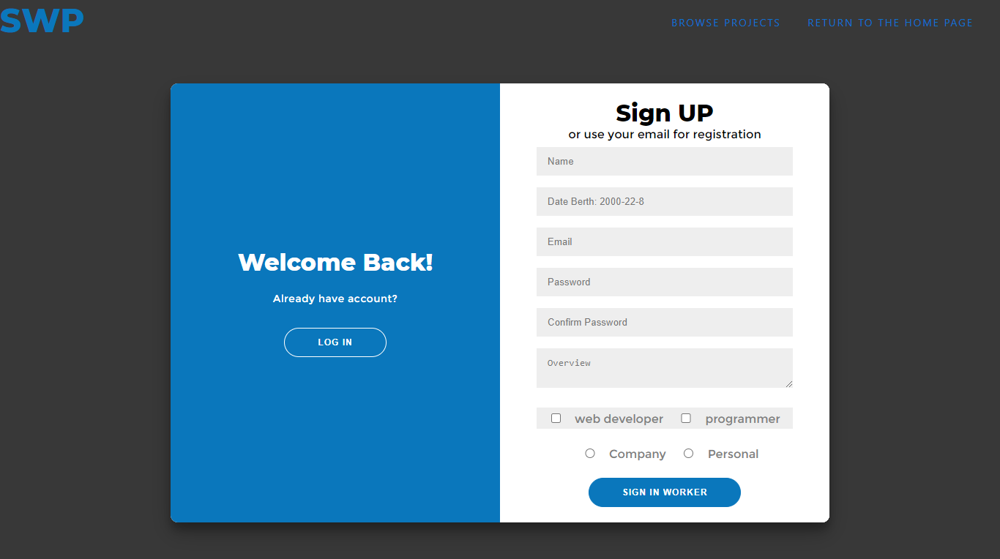 SWP
BROWSE PROJECTS RETURN TO THE HOME PAGE
Welcome Back!
Already have account?
LOG IN
Sign UP
or use your email for registration
Name
Date Berth: 2000-22-8
Email
Password
Confirm Password
Overview
web developer programmer
Company Personal
SIGN IN WORKER